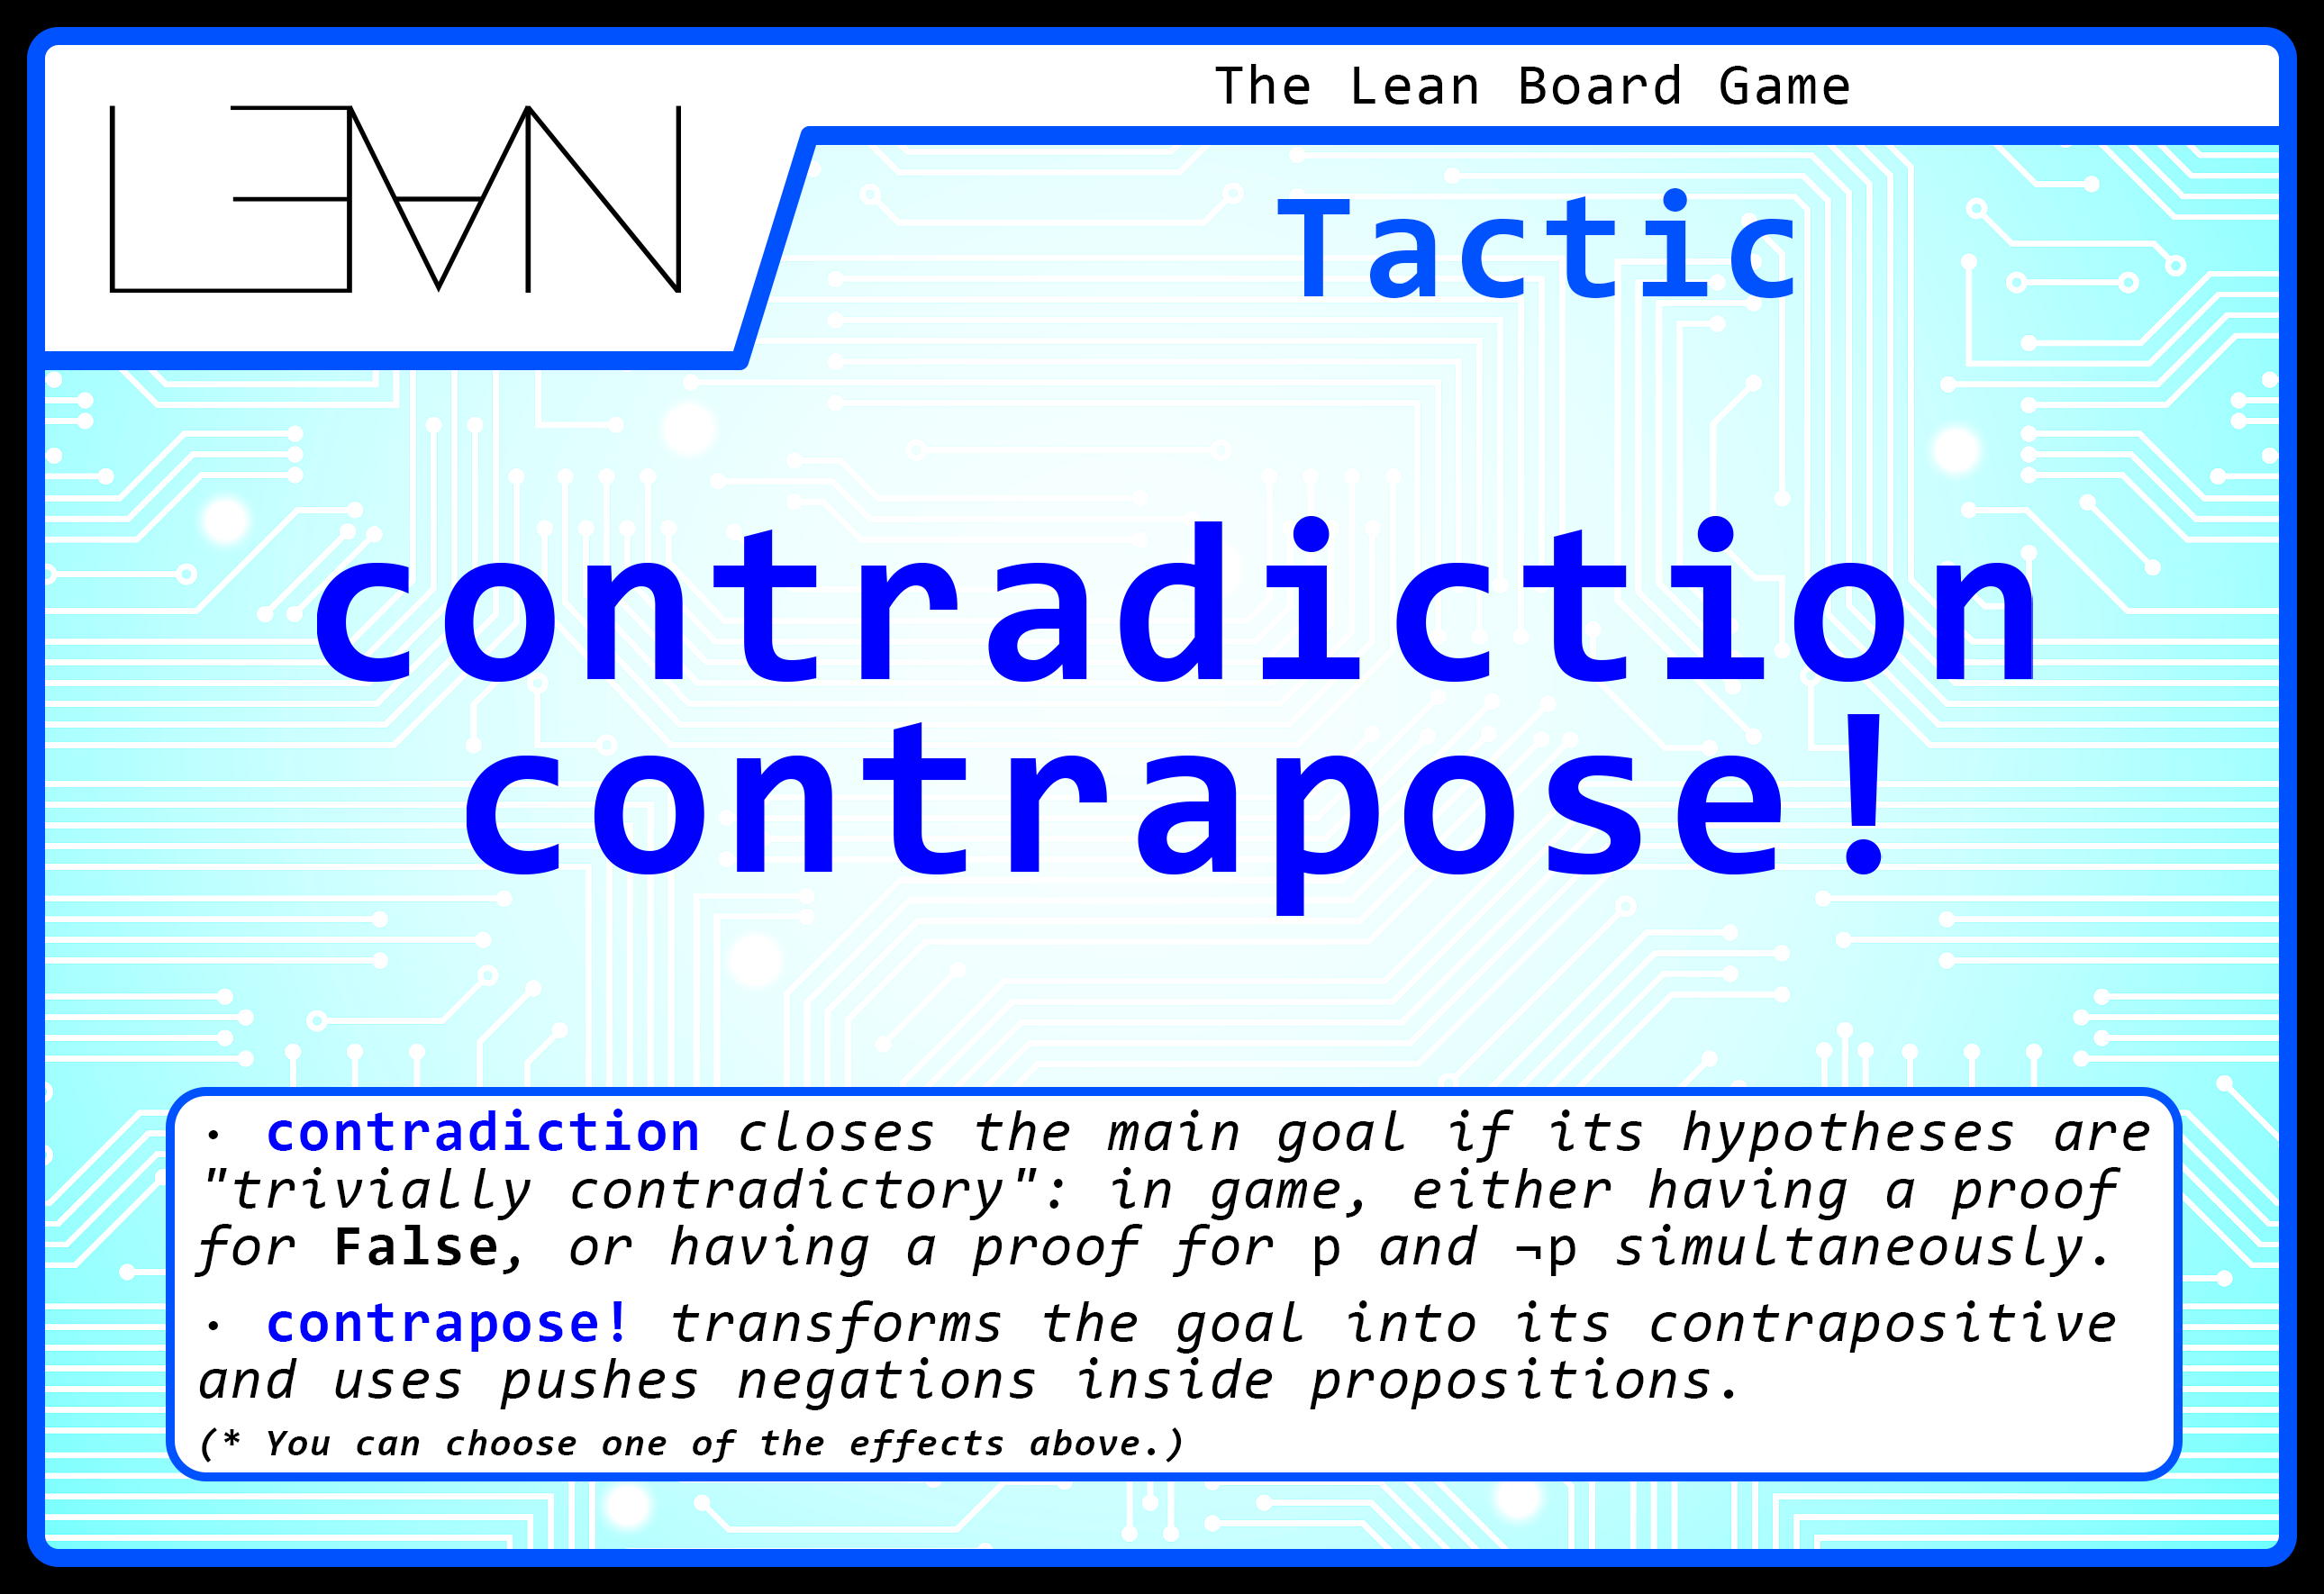 LE∀N
The Lean Board Game
Tactic
contradiction
contrapose!
· contradiction closes the main goal if its hypotheses are
"trivially contradictory": in game, either having a proof
for False, or having a proof for p and ¬p simultaneously.
· contrapose! transforms the goal into its contrapositive
and uses pushes negations inside propositions.
(* You can choose one of the effects above.)